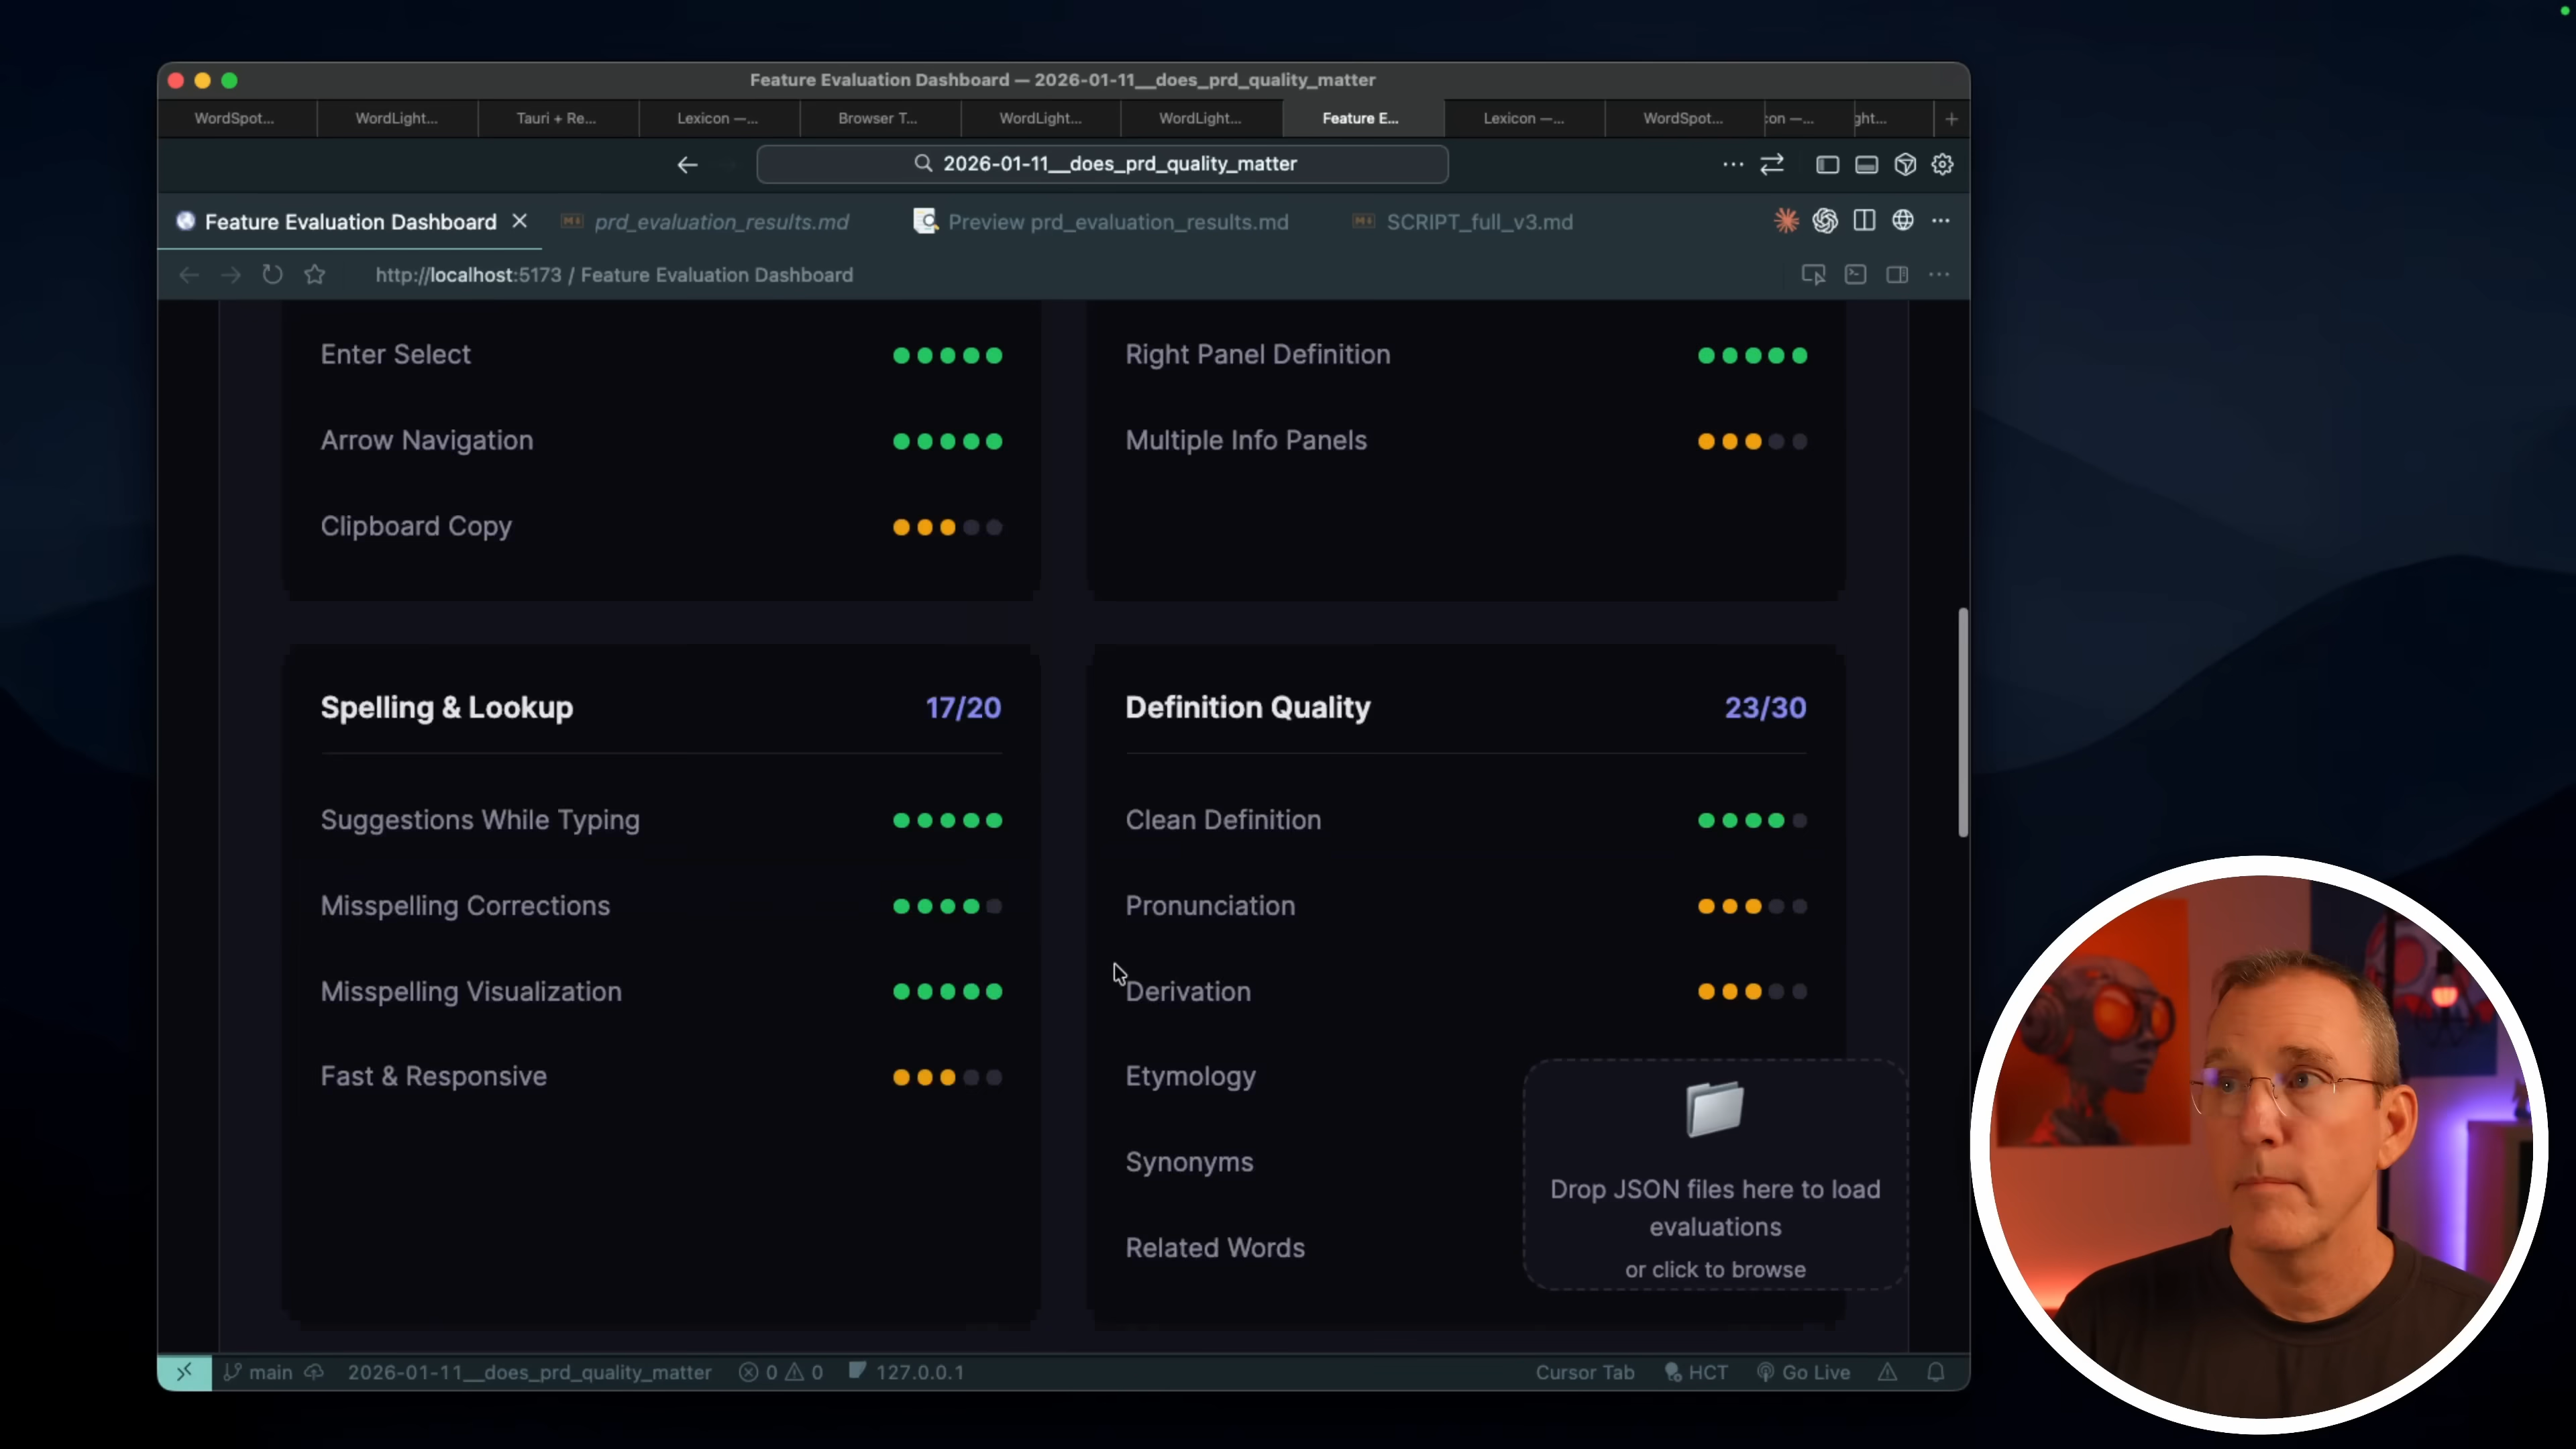 Feature Evaluation Dashboard — 2026-01-11__does_prd_quality_matter
WordSpot...
WordLight...
Tauri + Re...
Lexicon —...
Browser T...
WordLight...
WordLight...
Feature E...
Lexicon —...
WordSpot...
con —...
ght...
2026-01-11__does_prd_quality_matter
Feature Evaluation Dashboard
prd_evaluation_results.md
Preview prd_evaluation_results.md
SCRIPT_full_v3.md
http://localhost:5173 / Feature Evaluation Dashboard
Enter Select
Arrow Navigation
Clipboard Copy
Right Panel Definition
Multiple Info Panels
Spelling & Lookup 17/20
Suggestions While Typing
Misspelling Corrections
Misspelling Visualization
Fast & Responsive
Definition Quality 23/30
Clean Definition
Pronunciation
Derivation
Etymology
Synonyms
Related Words
Drop JSON files here to load
evaluations
or click to browse
main 2026-01-11__does_prd_quality_matter 0 0 127.0.0.1
Cursor Tab HCT Go Live